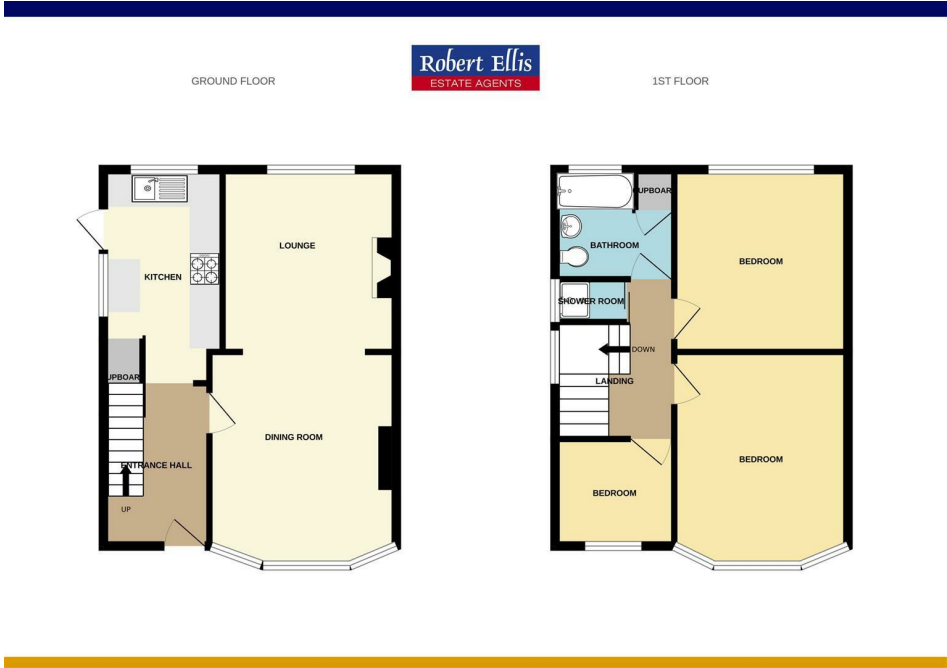 GROUND FLOOR
Robert Ellis
ESTATE AGENTS
1ST FLOOR
LOUNGE
KITCHEN
UPBOAR
DINING ROOM
ENTRANCE HALL
UP
CUPBOAR
BATHROOM
BEDROOM
SHOWER ROOM
DOWN
LANDING
BEDROOM
BEDROOM